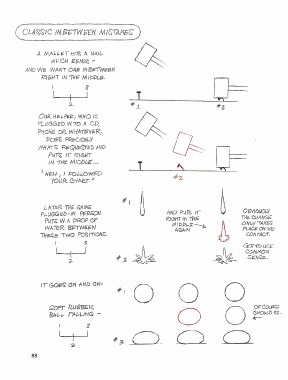 CLASSIC INBETWEEN MISTAKES
A MALLET HITS A NAIL
WHICH BENDS -
AND WE WANT ONE INBETWEEN
RIGHT IN THE MIDDLE.
1 3
2
#1
#3
OUR HELPER, WHO IS
PLUGGED INTO A CD,
PHONE OR WHATEVER,
DOES PRECISELY
WHAT'S REQUESTED AND
PUTS IT RIGHT
IN THE MIDDLE...
"WELL, I FOLLOWED
YOUR CHART."
#2
LATER THE SAME
PLUGGED-IN PERSON
PUTS IN A DROP OF
WATER BETWEEN
THESE TWO POSITIONS.
1 3
2
#1
#3
AND PUTS IT
RIGHT IN THE
MIDDLE
AGAIN
OBVIOUSLY
THE CHANGE
ONLY TAKES
PLACE ON THE
CONTACT.
GOT TO USE
COMMON
SENSE.
IT GOES ON AND ON:
SOFT RUBBER
BALL FALLING -
1 3
2
#1
#3
OF COURSE
SHOULD BE:
88